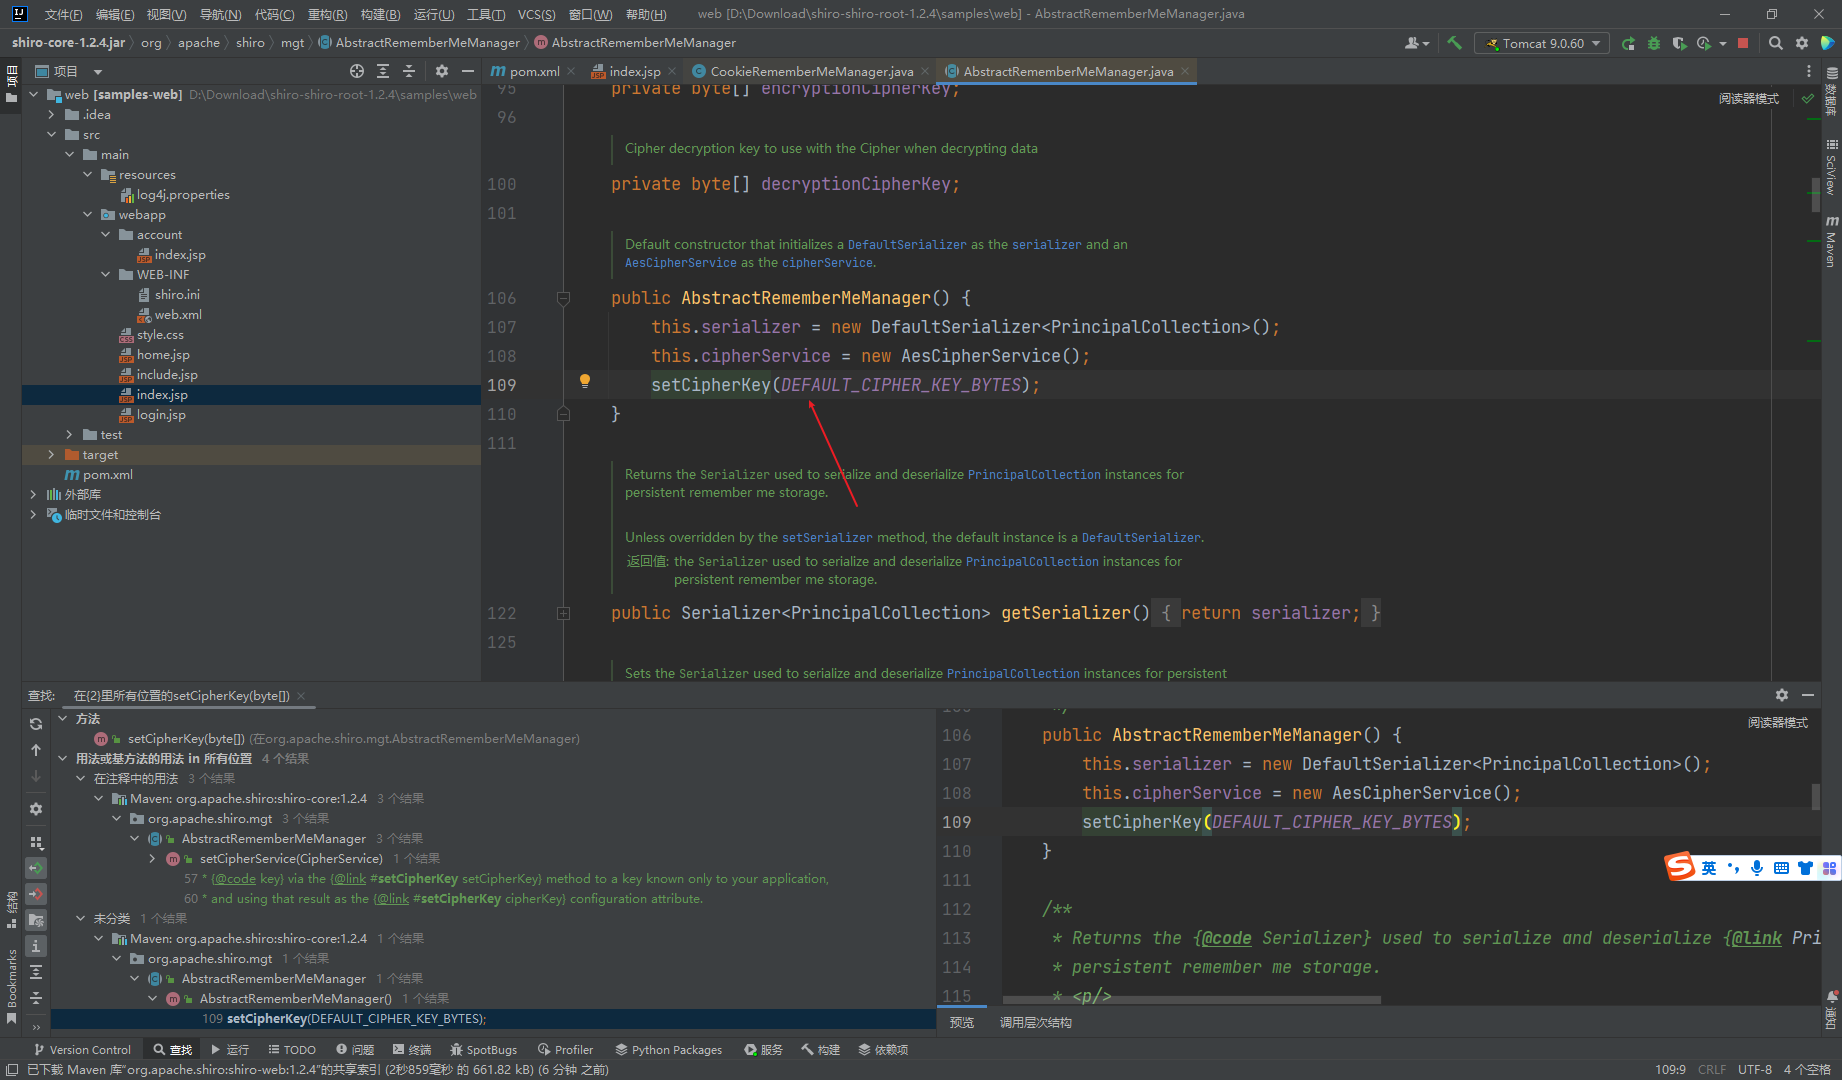 文件(F) 编辑(E) 视图(V) 导航(N) 代码(C) 重构(R) 构建(B) 运行(U) 工具(T) VCS(S) 窗口(W) 帮助(H) web [D:\Download\shiro-shiro-root-1.2.4\samples\web] - AbstractRememberMeManager.java
shiro-core-1.2.4.jar org apache shiro mgt AbstractRememberMeManager AbstractRememberMeManager Tomcat 9.0.60
项目
项目
pom.xml index.jsp CookieRememberMeManager.java AbstractRememberMeManager.java
web [samples-web] D:\Download\shiro-shiro-root-1.2.4\samples\web
.idea
src
main
resources
log4j.properties
webapp
account
index.jsp
WEB-INF
shiro.ini
web.xml
style.css
home.jsp
include.jsp
index.jsp
login.jsp
test
target
pom.xml
外部库
临时文件和控制台
阅读器模式
95 private byte[] encryptionCipherKey;
96
Cipher decryption key to use with the Cipher when decrypting data
100 private byte[] decryptionCipherKey;
101
Default constructor that initializes a DefaultSerializer as the serializer and an
AesCipherService as the cipherService.
106 public AbstractRememberMeManager() {
107 this.serializer = new DefaultSerializer<PrincipalCollection>();
108 this.cipherService = new AesCipherService();
109 setCipherKey(DEFAULT_CIPHER_KEY_BYTES);
110 }
111
Returns the Serializer used to serialize and deserialize PrincipalCollection instances for
persistent remember me storage.
Unless overridden by the setSerializer method, the default instance is a DefaultSerializer.
返回值: the Serializer used to serialize and deserialize PrincipalCollection instances for
persistent remember me storage.
122 public Serializer<PrincipalCollection> getSerializer() { return serializer; }
125
Sets the Serializer used to serialize and deserialize PrincipalCollection instances for persistent
数据库
SciView
Maven
查找: 在{2}里所有位置的setCipherKey(byte[])
方法
setCipherKey(byte[]) (在org.apache.shiro.mgt.AbstractRememberMeManager)
用法或基方法的用法 in 所有位置 4 个结果
在注释中的用法 3 个结果
Maven: org.apache.shiro:shiro-core:1.2.4 3 个结果
org.apache.shiro.mgt 3 个结果
AbstractRememberMeManager 3 个结果
setCipherService(CipherService) 1 个结果
57 * {@code key} via the {@link #setCipherKey setCipherKey} method to a key known only to your application,
60 * and using that result as the {@link #setCipherKey cipherKey} configuration attribute.
未分类 1 个结果
Maven: org.apache.shiro:shiro-core:1.2.4 1 个结果
org.apache.shiro.mgt 1 个结果
AbstractRememberMeManager 1 个结果
AbstractRememberMeManager() 1 个结果
109 setCipherKey(DEFAULT_CIPHER_KEY_BYTES);
阅读器模式
106 public AbstractRememberMeManager() {
107 this.serializer = new DefaultSerializer<PrincipalCollection>();
108 this.cipherService = new AesCipherService();
109 setCipherKey(DEFAULT_CIPHER_KEY_BYTES);
110 }
111
112 /**
113 * Returns the {@code Serializer} used to serialize and deserialize {@link Pri
114 * persistent remember me storage.
115 * <p/>
英
预览 调用层次结构
结构
Bookmarks
通知
Version Control 查找 运行 TODO 问题 终端 SpotBugs Profiler Python Packages 服务 构建 依赖项
已下载 Maven 库“org.apache.shiro:shiro-web:1.2.4”的共享索引 (2秒859毫秒 的 661.82 kB) (6 分钟 之前) 109:9 CRLF UTF-8 4 个空格